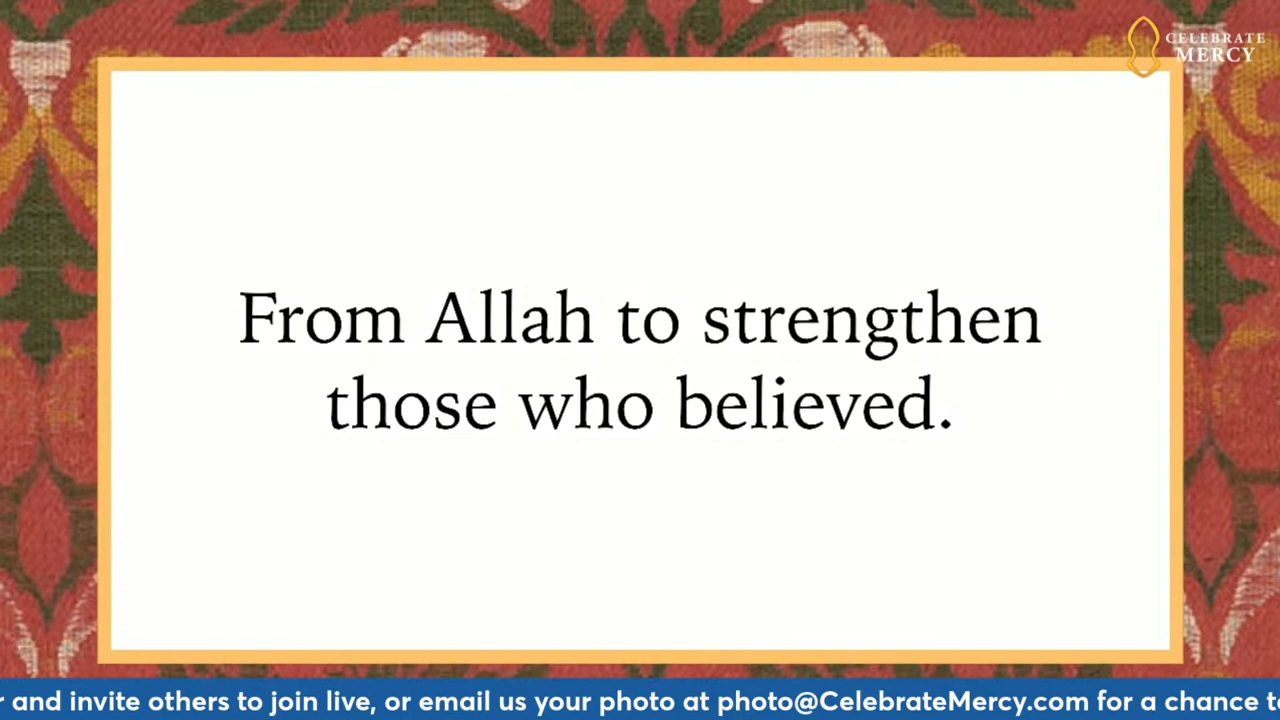 CELEBRATE
MERCY
From Allah to strengthen
those who believed.
and invite others to join live, or email us your photo at photo@CelebrateMercy.com for a chance